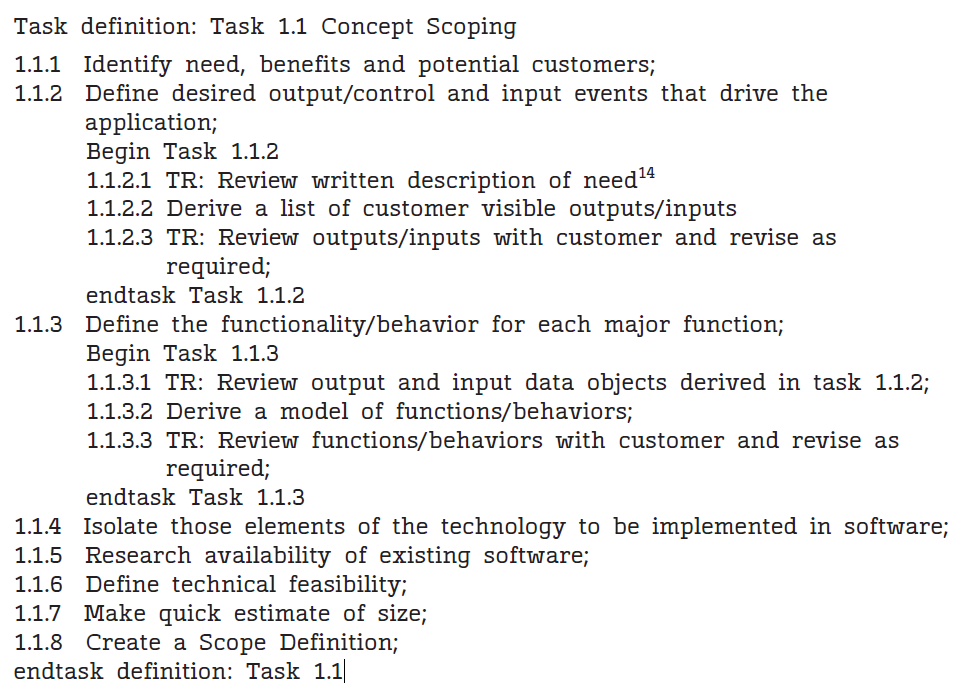 Task definition: Task 1.1 Concept Scoping
1.1.1 Identify need, benefits and potential customers;
1.1.2 Define desired output/control and input events that drive the
application;
Begin Task 1.1.2
1.1.2.1 TR: Review written description of need¹⁴
1.1.2.2 Derive a list of customer visible outputs/inputs
1.1.2.3 TR: Review outputs/inputs with customer and revise as
required;
endtask Task 1.1.2
1.1.3 Define the functionality/behavior for each major function;
Begin Task 1.1.3
1.1.3.1 TR: Review output and input data objects derived in task 1.1.2;
1.1.3.2 Derive a model of functions/behaviors;
1.1.3.3 TR: Review functions/behaviors with customer and revise as
required;
endtask Task 1.1.3
1.1.4 Isolate those elements of the technology to be implemented in software;
1.1.5 Research availability of existing software;
1.1.6 Define technical feasibility;
1.1.7 Make quick estimate of size;
1.1.8 Create a Scope Definition;
endtask definition: Task 1.1